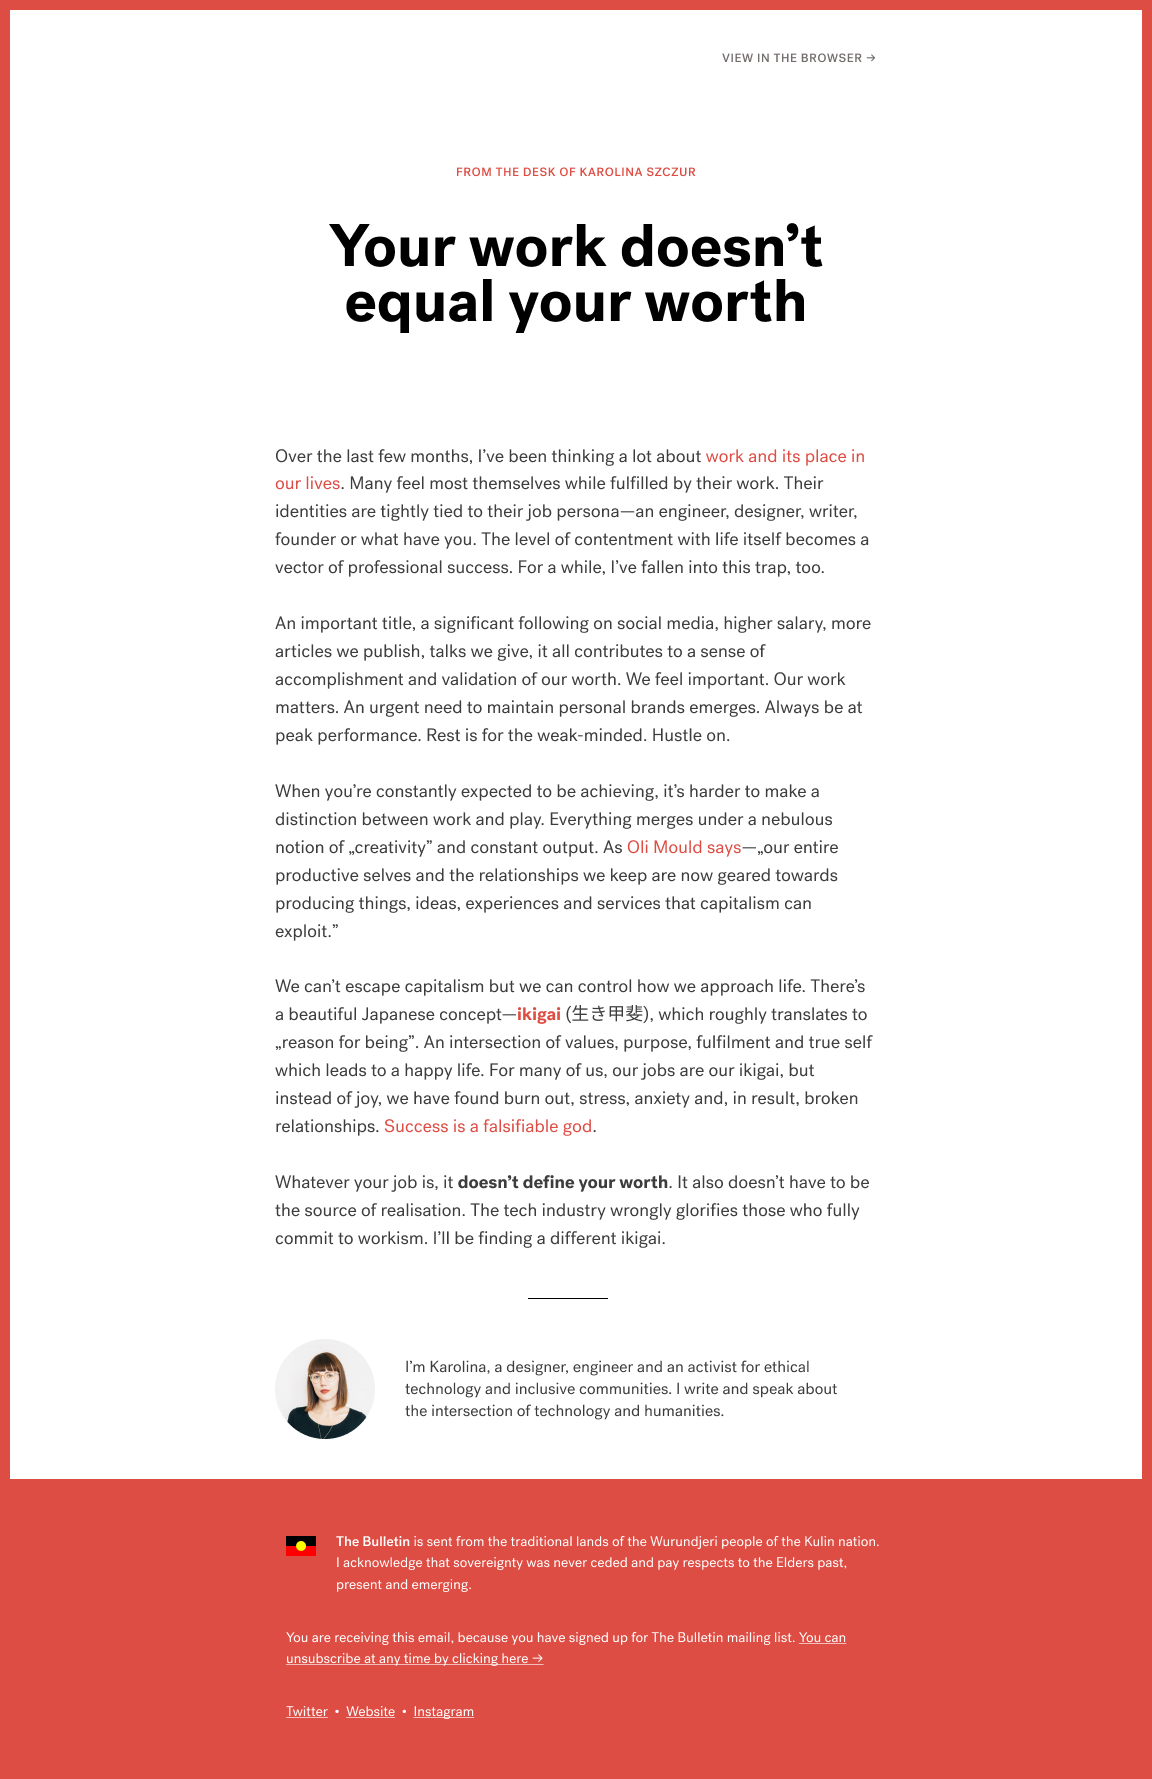 VIEW IN THE BROWSER →
FROM THE DESK OF KAROLINA SZCZUR
Your work doesn’t
equal your worth
Over the last few months, I’ve been thinking a lot about work and its place in
our lives. Many feel most themselves while fulfilled by their work. Their
identities are tightly tied to their job persona—an engineer, designer, writer,
founder or what have you. The level of contentment with life itself becomes a
vector of professional success. For a while, I’ve fallen into this trap, too.
An important title, a significant following on social media, higher salary, more
articles we publish, talks we give, it all contributes to a sense of
accomplishment and validation of our worth. We feel important. Our work
matters. An urgent need to maintain personal brands emerges. Always be at
peak performance. Rest is for the weak-minded. Hustle on.
When you’re constantly expected to be achieving, it’s harder to make a
distinction between work and play. Everything merges under a nebulous
notion of „creativity” and constant output. As Oli Mould says—„our entire
productive selves and the relationships we keep are now geared towards
producing things, ideas, experiences and services that capitalism can
exploit.”
We can’t escape capitalism but we can control how we approach life. There’s
a beautiful Japanese concept—ikigai (生き甲斐), which roughly translates to
„reason for being”. An intersection of values, purpose, fulfilment and true self
which leads to a happy life. For many of us, our jobs are our ikigai, but
instead of joy, we have found burn out, stress, anxiety and, in result, broken
relationships. Success is a falsifiable god.
Whatever your job is, it doesn’t define your worth. It also doesn’t have to be
the source of realisation. The tech industry wrongly glorifies those who fully
commit to workism. I’ll be finding a different ikigai.
I’m Karolina, a designer, engineer and an activist for ethical
technology and inclusive communities. I write and speak about
the intersection of technology and humanities.
The Bulletin is sent from the traditional lands of the Wurundjeri people of the Kulin nation.
I acknowledge that sovereignty was never ceded and pay respects to the Elders past,
present and emerging.
You are receiving this email, because you have signed up for The Bulletin mailing list. You can
unsubscribe at any time by clicking here →
Twitter • Website • Instagram